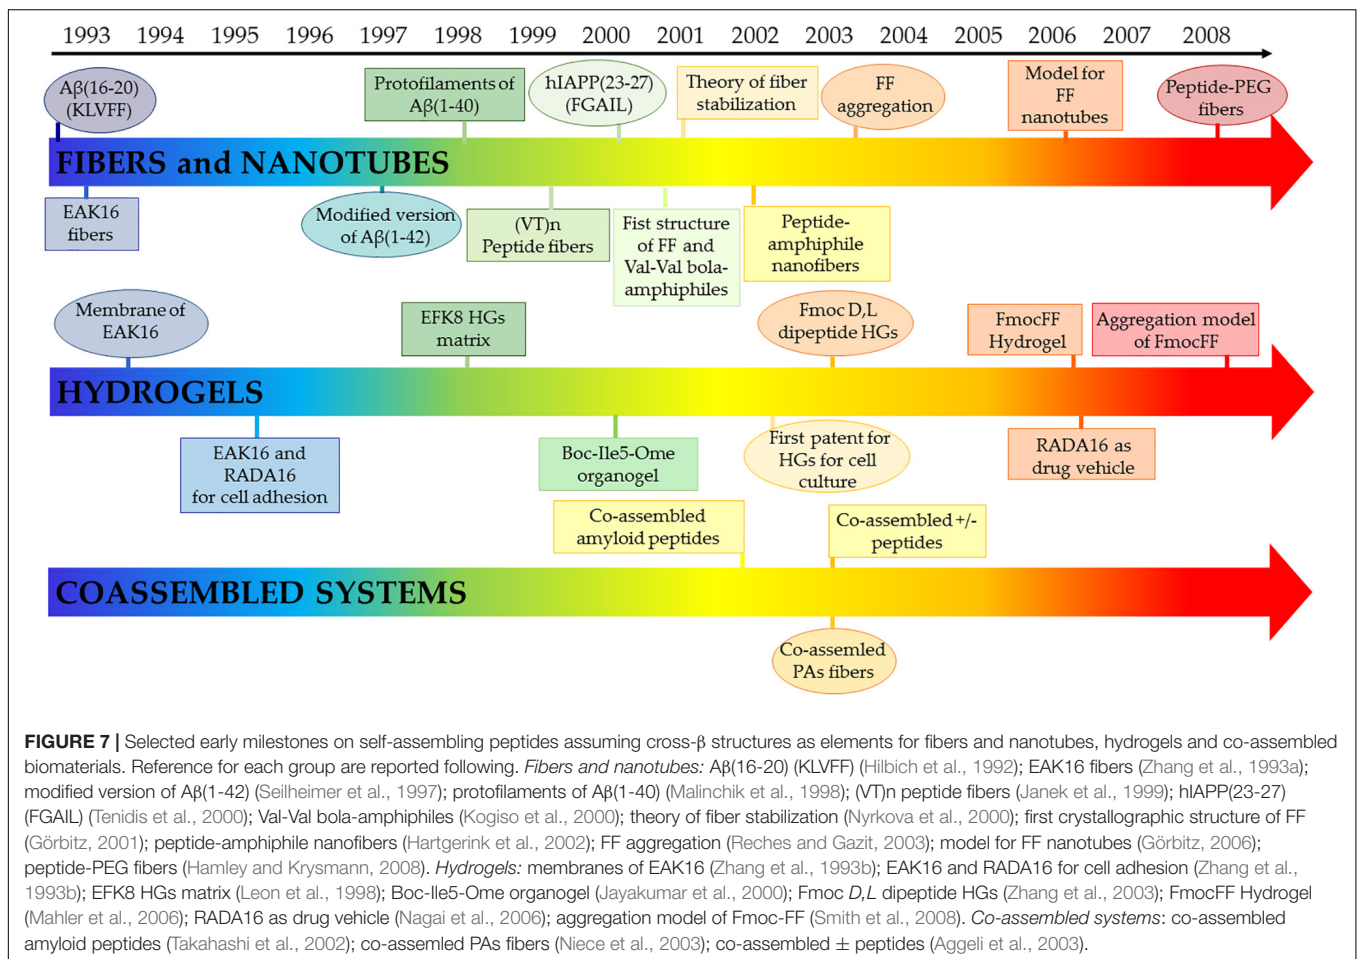 1993 1994 1995 1996 1997 1998 1999 2000 2001 2002 2003 2004 2005 2006 2007 2008
Aβ(16-20)
(KLVFF)
Protofilaments of
Aβ(1-40)
hIAPP(23-27)
(FGAIL)
Theory of fiber
stabilization
FF
aggregation
Model for
FF
nanotubes
Peptide-PEG
fibers
FIBERS and NANOTUBES
EAK16
fibers
Modified version
of Aβ(1-42)
(VT)n
Peptide fibers
Fist structure
of FF and
Val-Val bola-
amphiphiles
Peptide-
amphiphile
nanofibers
Membrane of
EAK16
EFK8 HGs
matrix
Fmoc D,L
dipeptide HGs
FmocFF
Hydrogel
Aggregation model
of FmocFF
HYDROGELS
EAK16 and
RADA16
for cell adhesion
Boc-Ile5-Ome
organogel
First patent for
HGs for cell
culture
RADA16 as
drug vehicle
Co-assembled
amyloid peptides
Co-assembled +/-
peptides
COASSEMBLED SYSTEMS
Co-assemled
PAs fibers
FIGURE 7 | Selected early milestones on self-assembling peptides assuming cross-β structures as elements for fibers and nanotubes, hydrogels and co-assembled
biomaterials. Reference for each group are reported following. Fibers and nanotubes: Aβ(16-20) (KLVFF) (Hilbich et al., 1992); EAK16 fibers (Zhang et al., 1993a);
modified version of Aβ(1-42) (Seilheimer et al., 1997); protofilaments of Aβ(1-40) (Malinchik et al., 1998); (VT)n peptide fibers (Janek et al., 1999); hIAPP(23-27)
(FGAIL) (Tenidis et al., 2000); Val-Val bola-amphiphiles (Kogiso et al., 2000); theory of fiber stabilization (Nyrkova et al., 2000); first crystallographic structure of FF
(Görbitz, 2001); peptide-amphiphile nanofibers (Hartgerink et al., 2002); FF aggregation (Reches and Gazit, 2003); model for FF nanotubes (Görbitz, 2006);
peptide-PEG fibers (Hamley and Krysmann, 2008). Hydrogels: membranes of EAK16 (Zhang et al., 1993b); EAK16 and RADA16 for cell adhesion (Zhang et al.,
1993b); EFK8 HGs matrix (Leon et al., 1998); Boc-Ile5-Ome organogel (Jayakumar et al., 2000); Fmoc D,L dipeptide HGs (Zhang et al., 2003); FmocFF Hydrogel
(Mahler et al., 2006); RADA16 as drug vehicle (Nagai et al., 2006); aggregation model of Fmoc-FF (Smith et al., 2008). Co-assembled systems: co-assembled
amyloid peptides (Takahashi et al., 2002); co-assemled PAs fibers (Niece et al., 2003); co-assembled ± peptides (Aggeli et al., 2003).